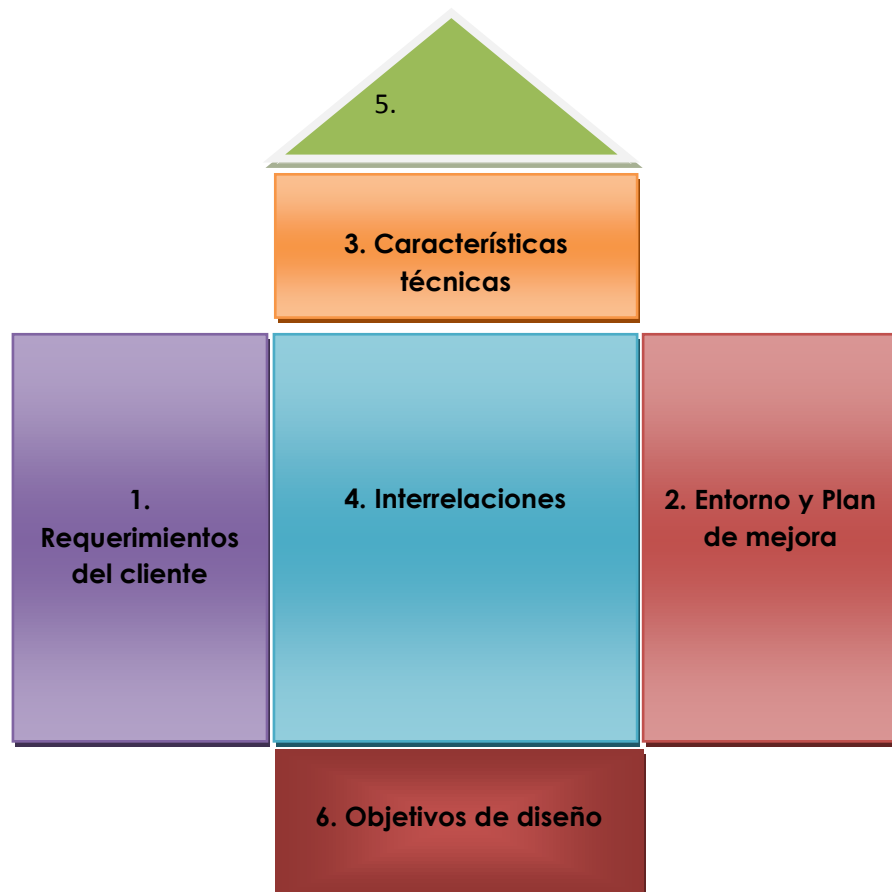 5.
3. Características
técnicas
1.
Requerimientos
del cliente
4. Interrelaciones
2. Entorno y Plan
de mejora
6. Objetivos de diseño